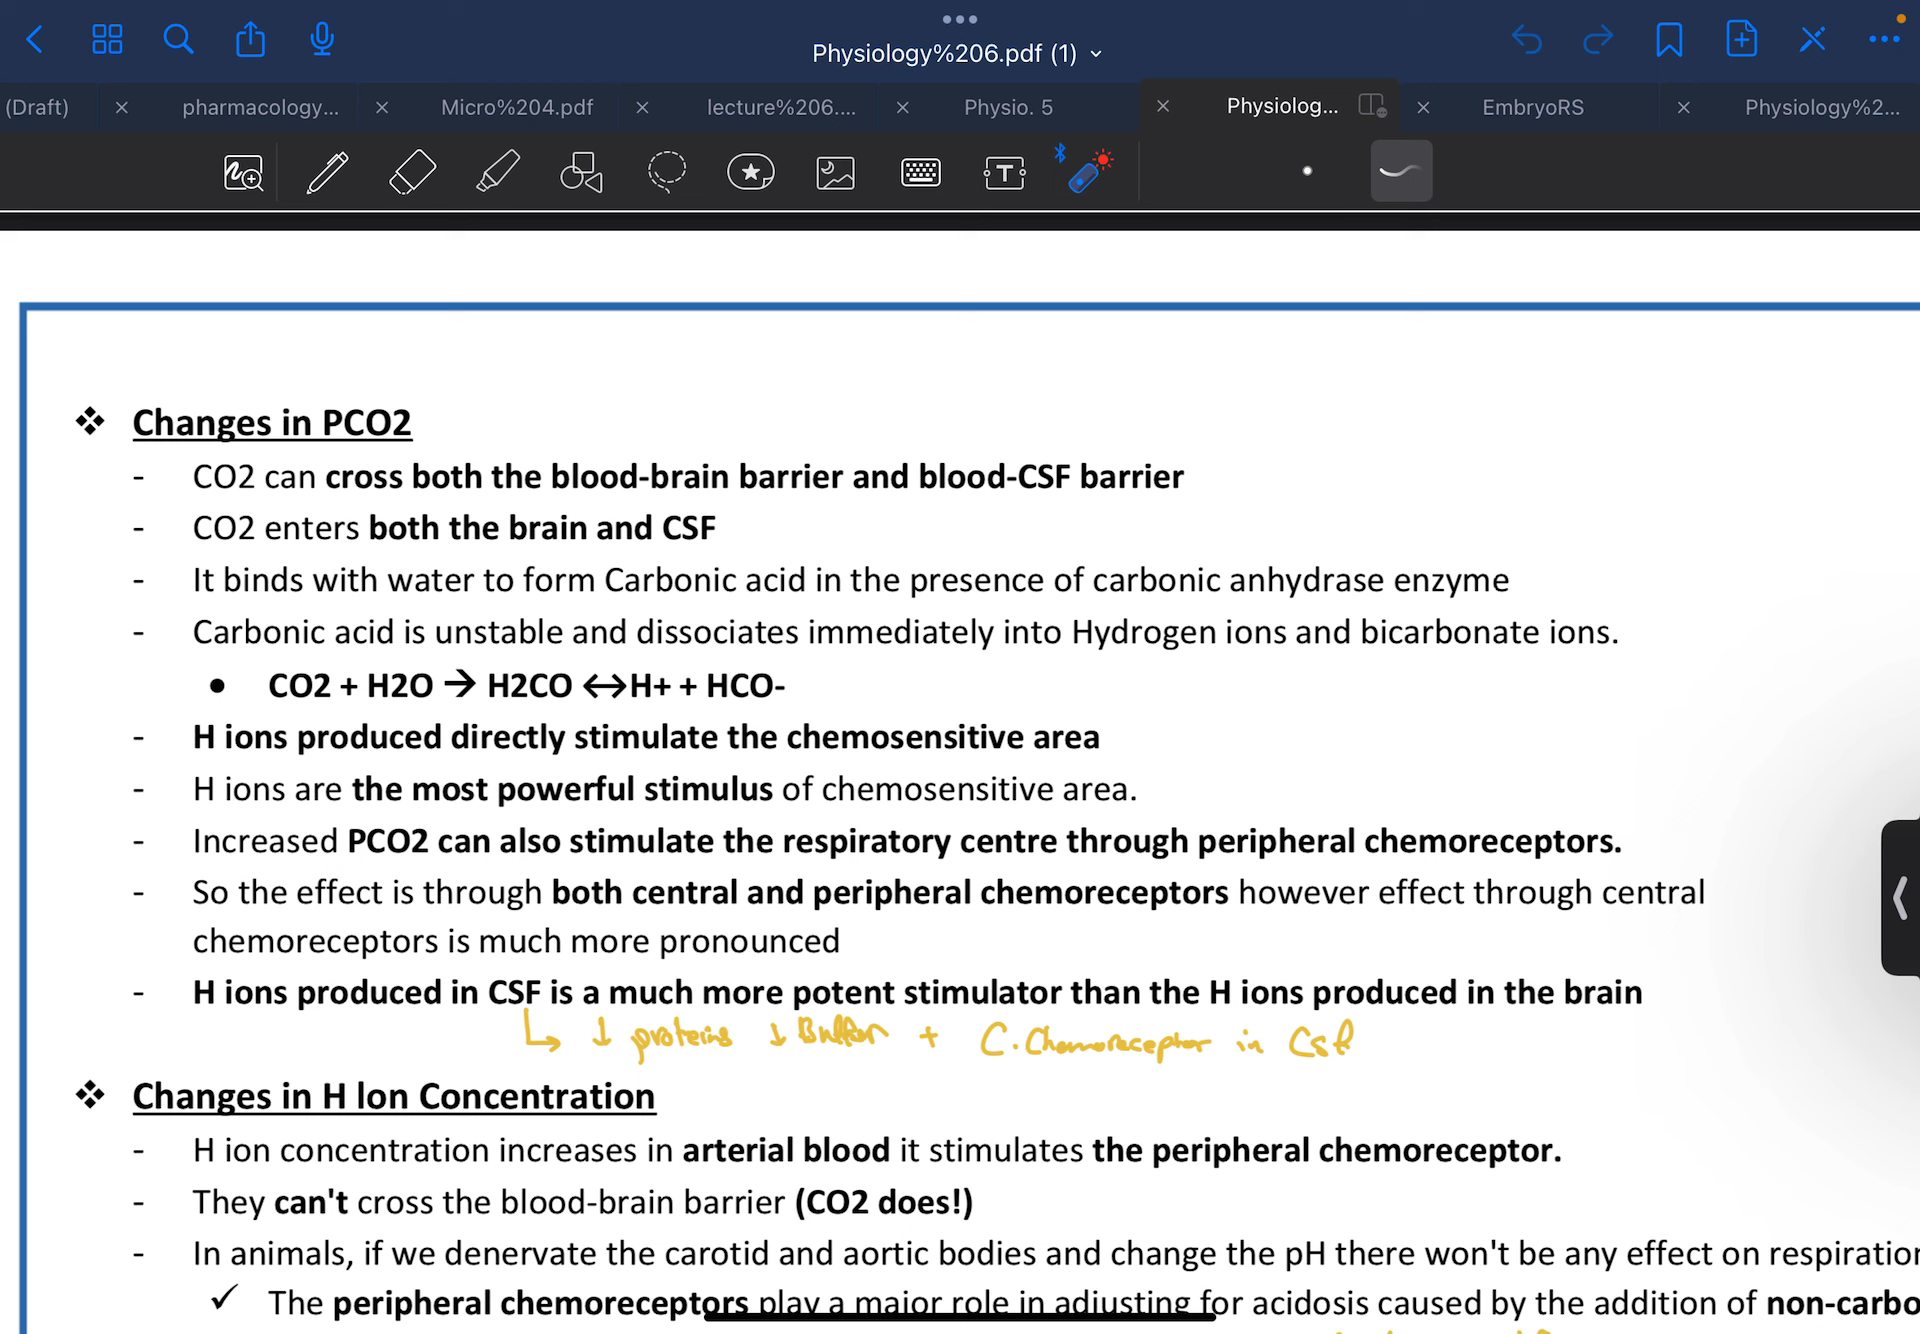 Physiology%206.pdf (1)
(Draft)
pharmacology...
Micro%204.pdf
lecture%206....
Physio. 5
Physiolog...
EmbryoRS
Physiology%2...
T
❖ Changes in PCO2
- CO2 can cross both the blood-brain barrier and blood-CSF barrier
- CO2 enters both the brain and CSF
- It binds with water to form Carbonic acid in the presence of carbonic anhydrase enzyme
- Carbonic acid is unstable and dissociates immediately into Hydrogen ions and bicarbonate ions.
• CO2 + H2O → H2CO ↔H+ + HCO-
- H ions produced directly stimulate the chemosensitive area
- H ions are the most powerful stimulus of chemosensitive area.
- Increased PCO2 can also stimulate the respiratory centre through peripheral chemoreceptors.
- So the effect is through both central and peripheral chemoreceptors however effect through central
chemoreceptors is much more pronounced
- H ions produced in CSF is a much more potent stimulator than the H ions produced in the brain
↳ ↓ proteins ↓ Buffer + C.Chemoreceptor in Csf
❖ Changes in H lon Concentration
- H ion concentration increases in arterial blood it stimulates the peripheral chemoreceptor.
- They can't cross the blood-brain barrier (CO2 does!)
- In animals, if we denervate the carotid and aortic bodies and change the pH there won't be any effect on respiration
✓ The peripheral chemoreceptors play a major role in adjusting for acidosis caused by the addition of non-carbo